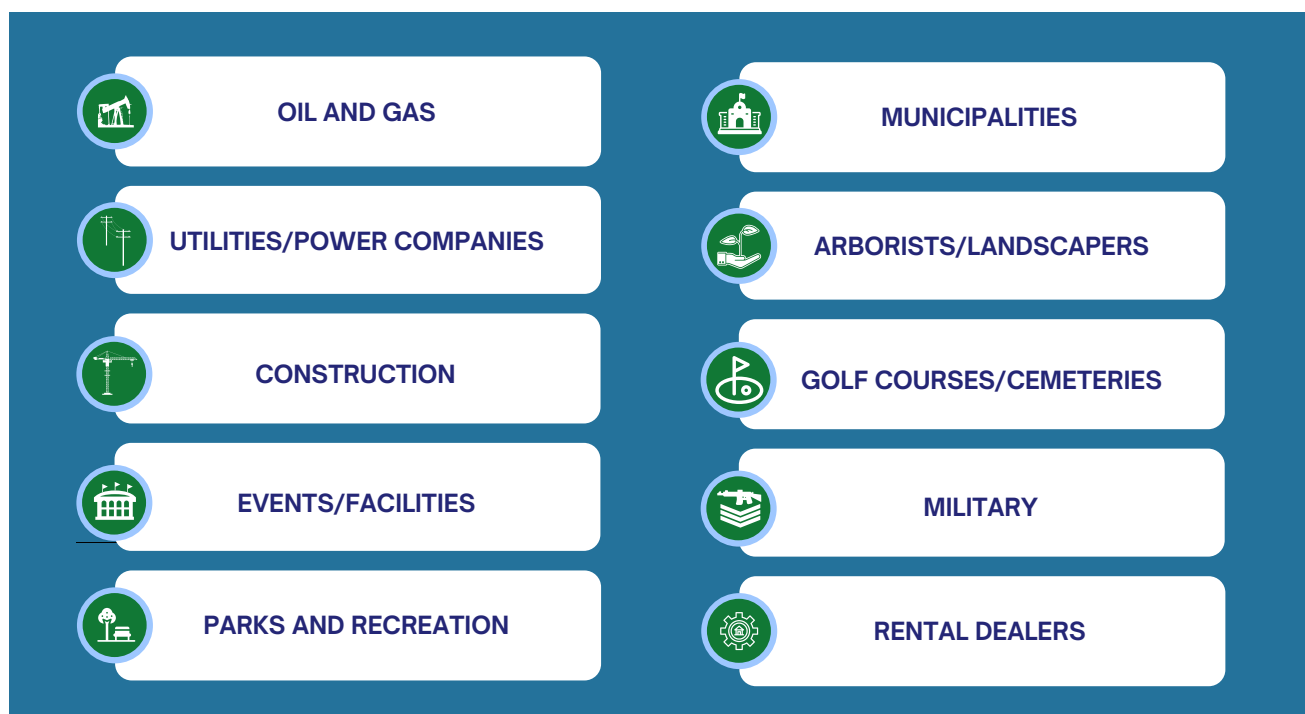 OIL AND GAS
UTILITIES/POWER COMPANIES
CONSTRUCTION
EVENTS/FACILITIES
PARKS AND RECREATION
MUNICIPALITIES
ARBORISTS/LANDSCAPERS
GOLF COURSES/CEMETERIES
MILITARY
RENTAL DEALERS